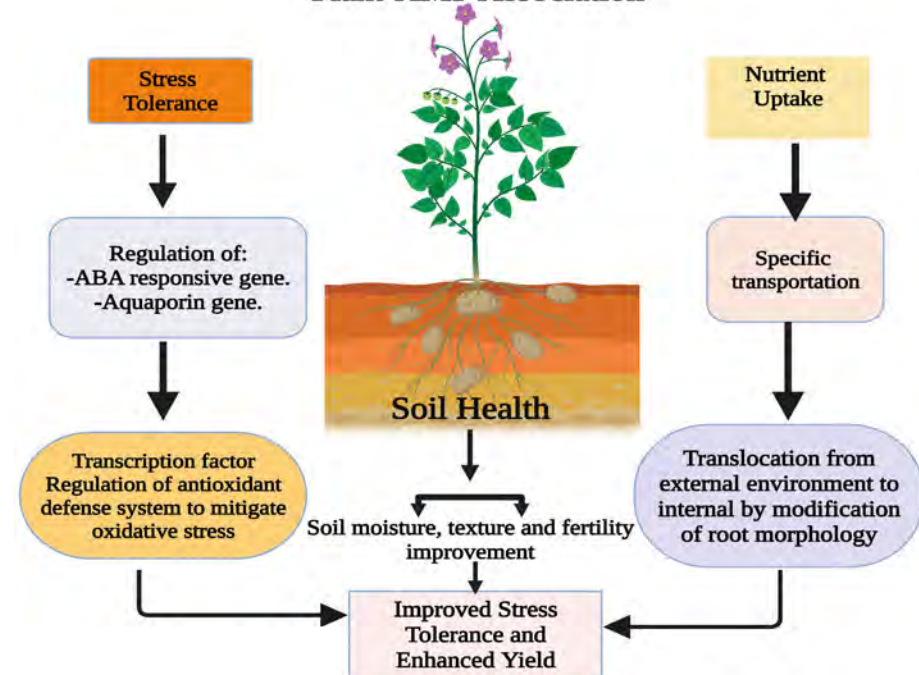 Stress
Tolerance
Nutrient
Uptake
Regulation of:
-ABA responsive gene.
-Aquaporin gene.
Specific
transportation
Soil Health
Transcription factor
Regulation of antioxidant
defense system to mitigate
oxidative stress
Translocation from
external environment to
internal by modification
of root morphology
Soil moisture, texture and fertility
improvement
Improved Stress
Tolerance and
Enhanced Yield